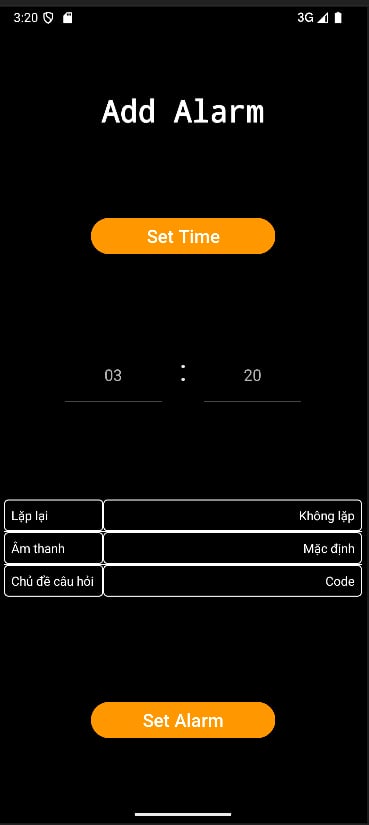 3:20 3G
Add Alarm
Set Time
03 : 20
Lặp lại Không lặp
Âm thanh Mặc định
Chủ đề câu hỏi Code
Set Alarm